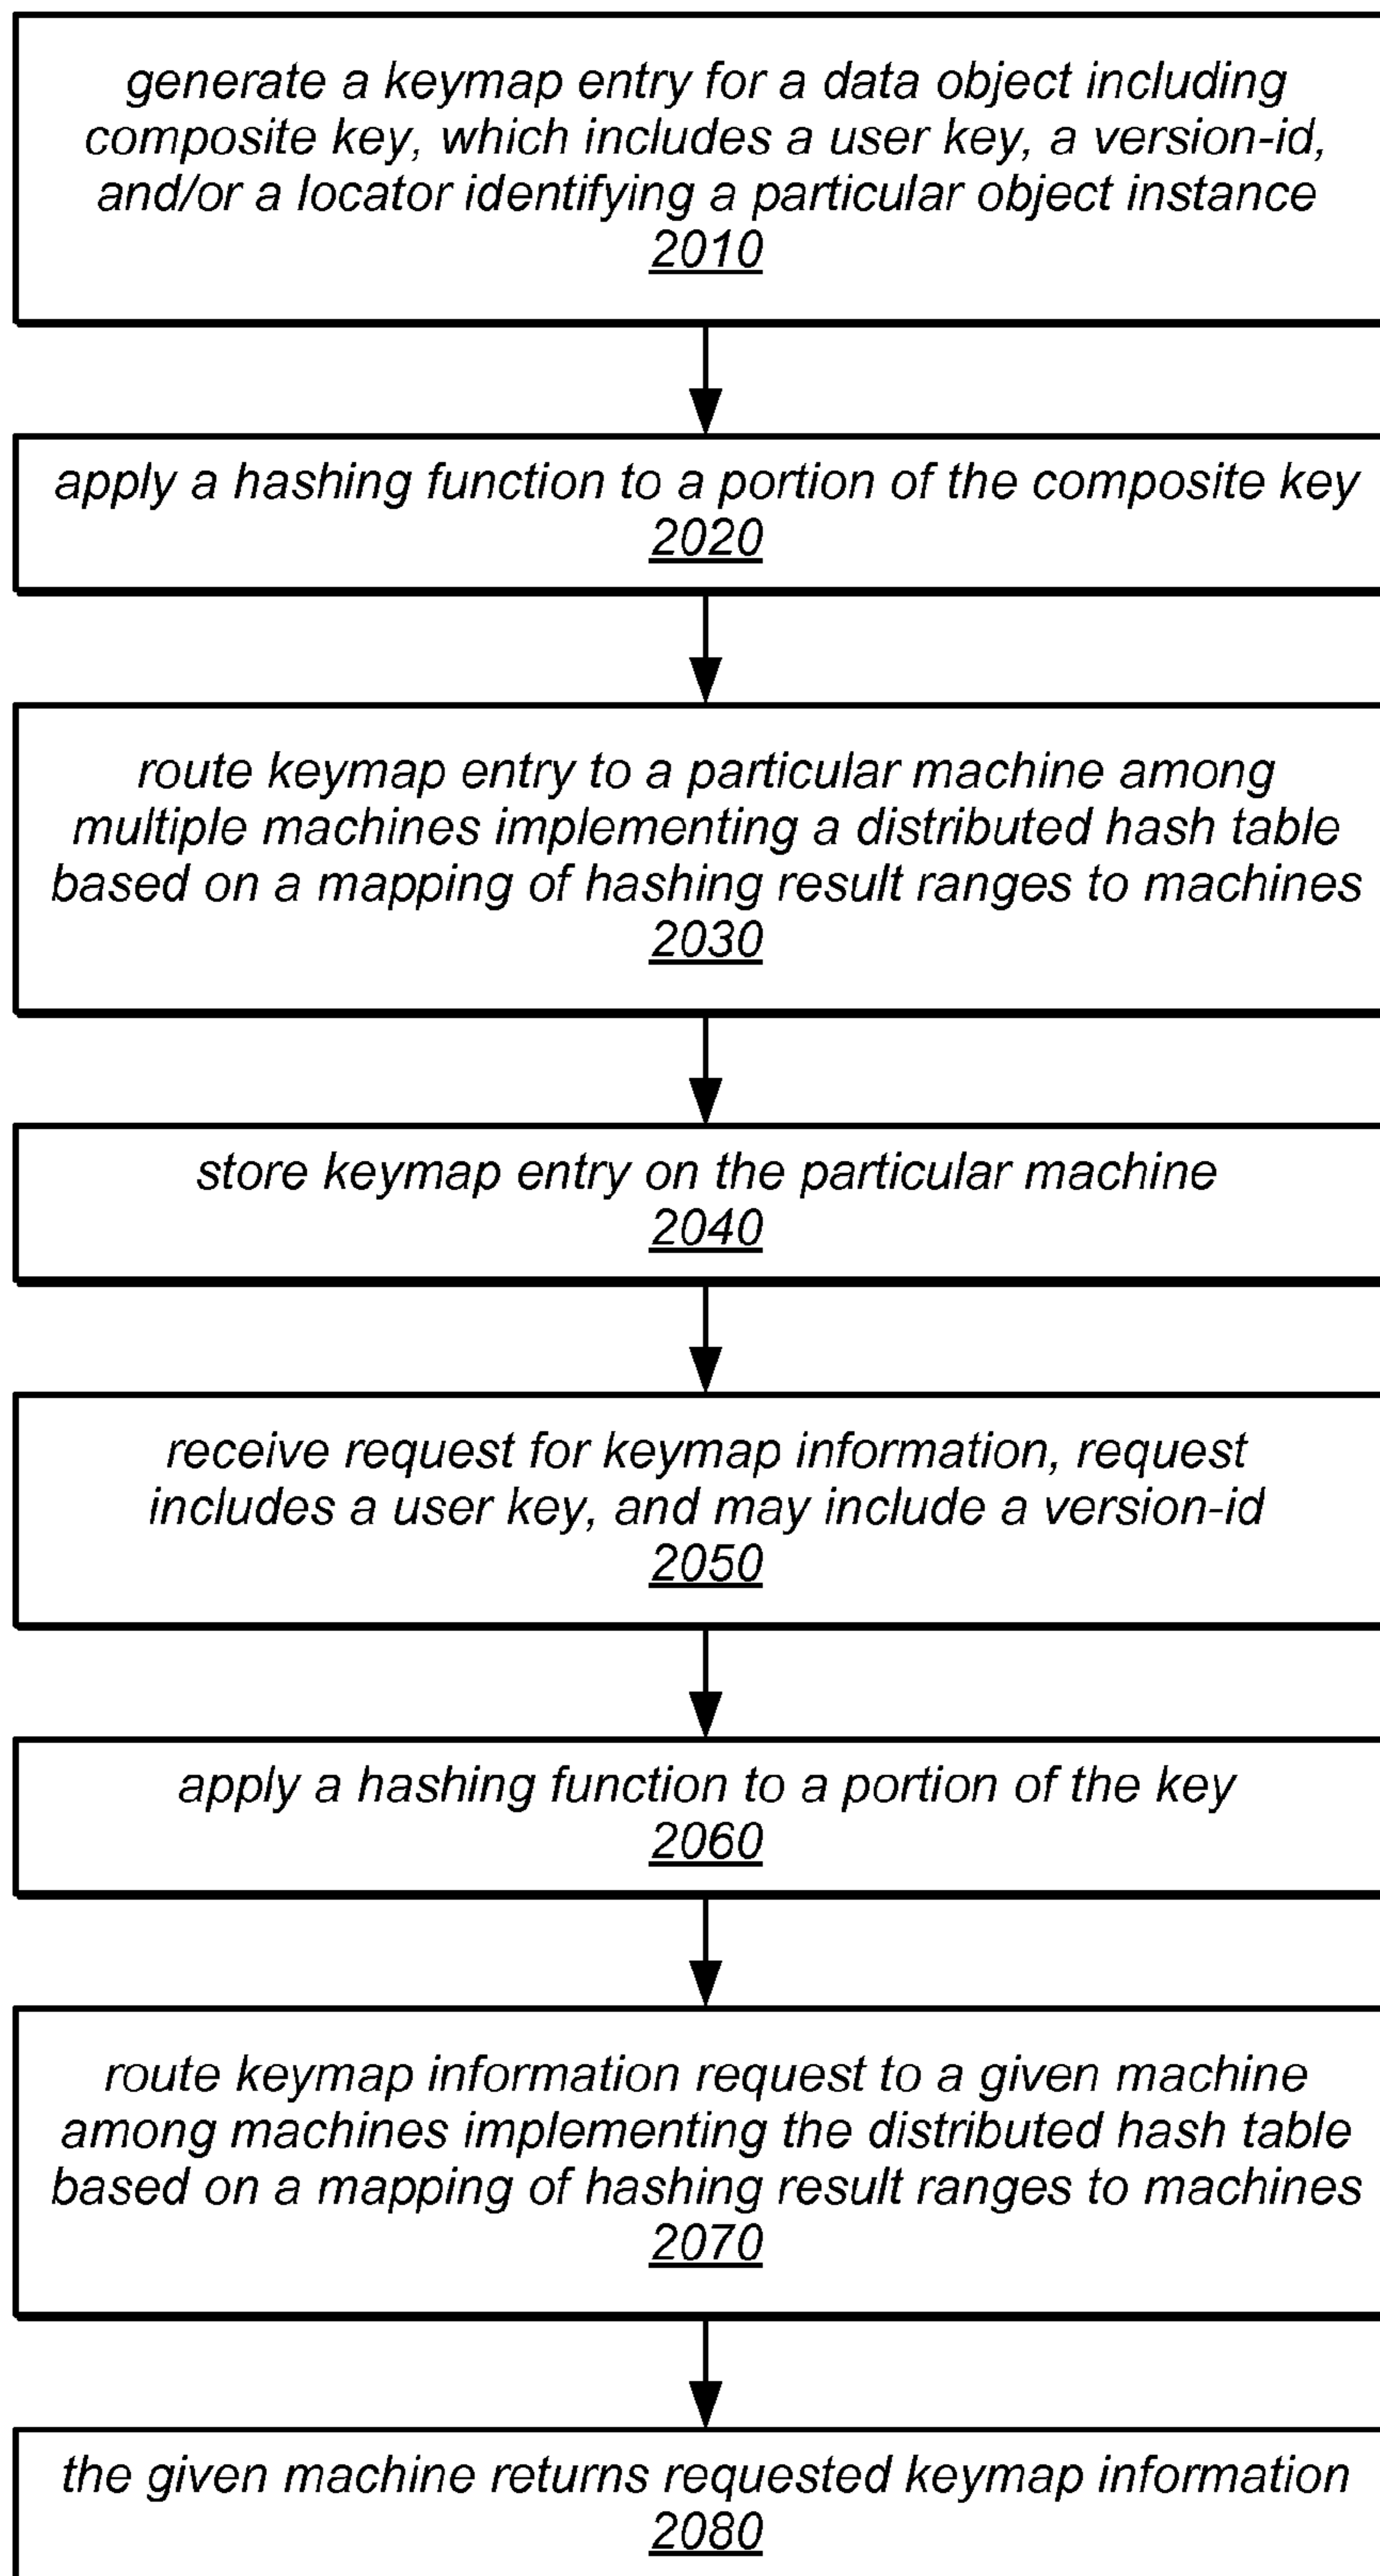 generate a keymap entry for a data object including
composite key, which includes a user key, a version-id,
and/or a locator identifying a particular object instance
2010
apply a hashing function to a portion of the composite key
2020
route keymap entry to a particular machine among
multiple machines implementing a distributed hash table
based on a mapping of hashing result ranges to machines
2030
store keymap entry on the particular machine
2040
receive request for keymap information, request
includes a user key, and may include a version-id
2050
apply a hashing function to a portion of the key
2060
route keymap information request to a given machine
among machines implementing the distributed hash table
based on a mapping of hashing result ranges to machines
2070
the given machine returns requested keymap information
2080